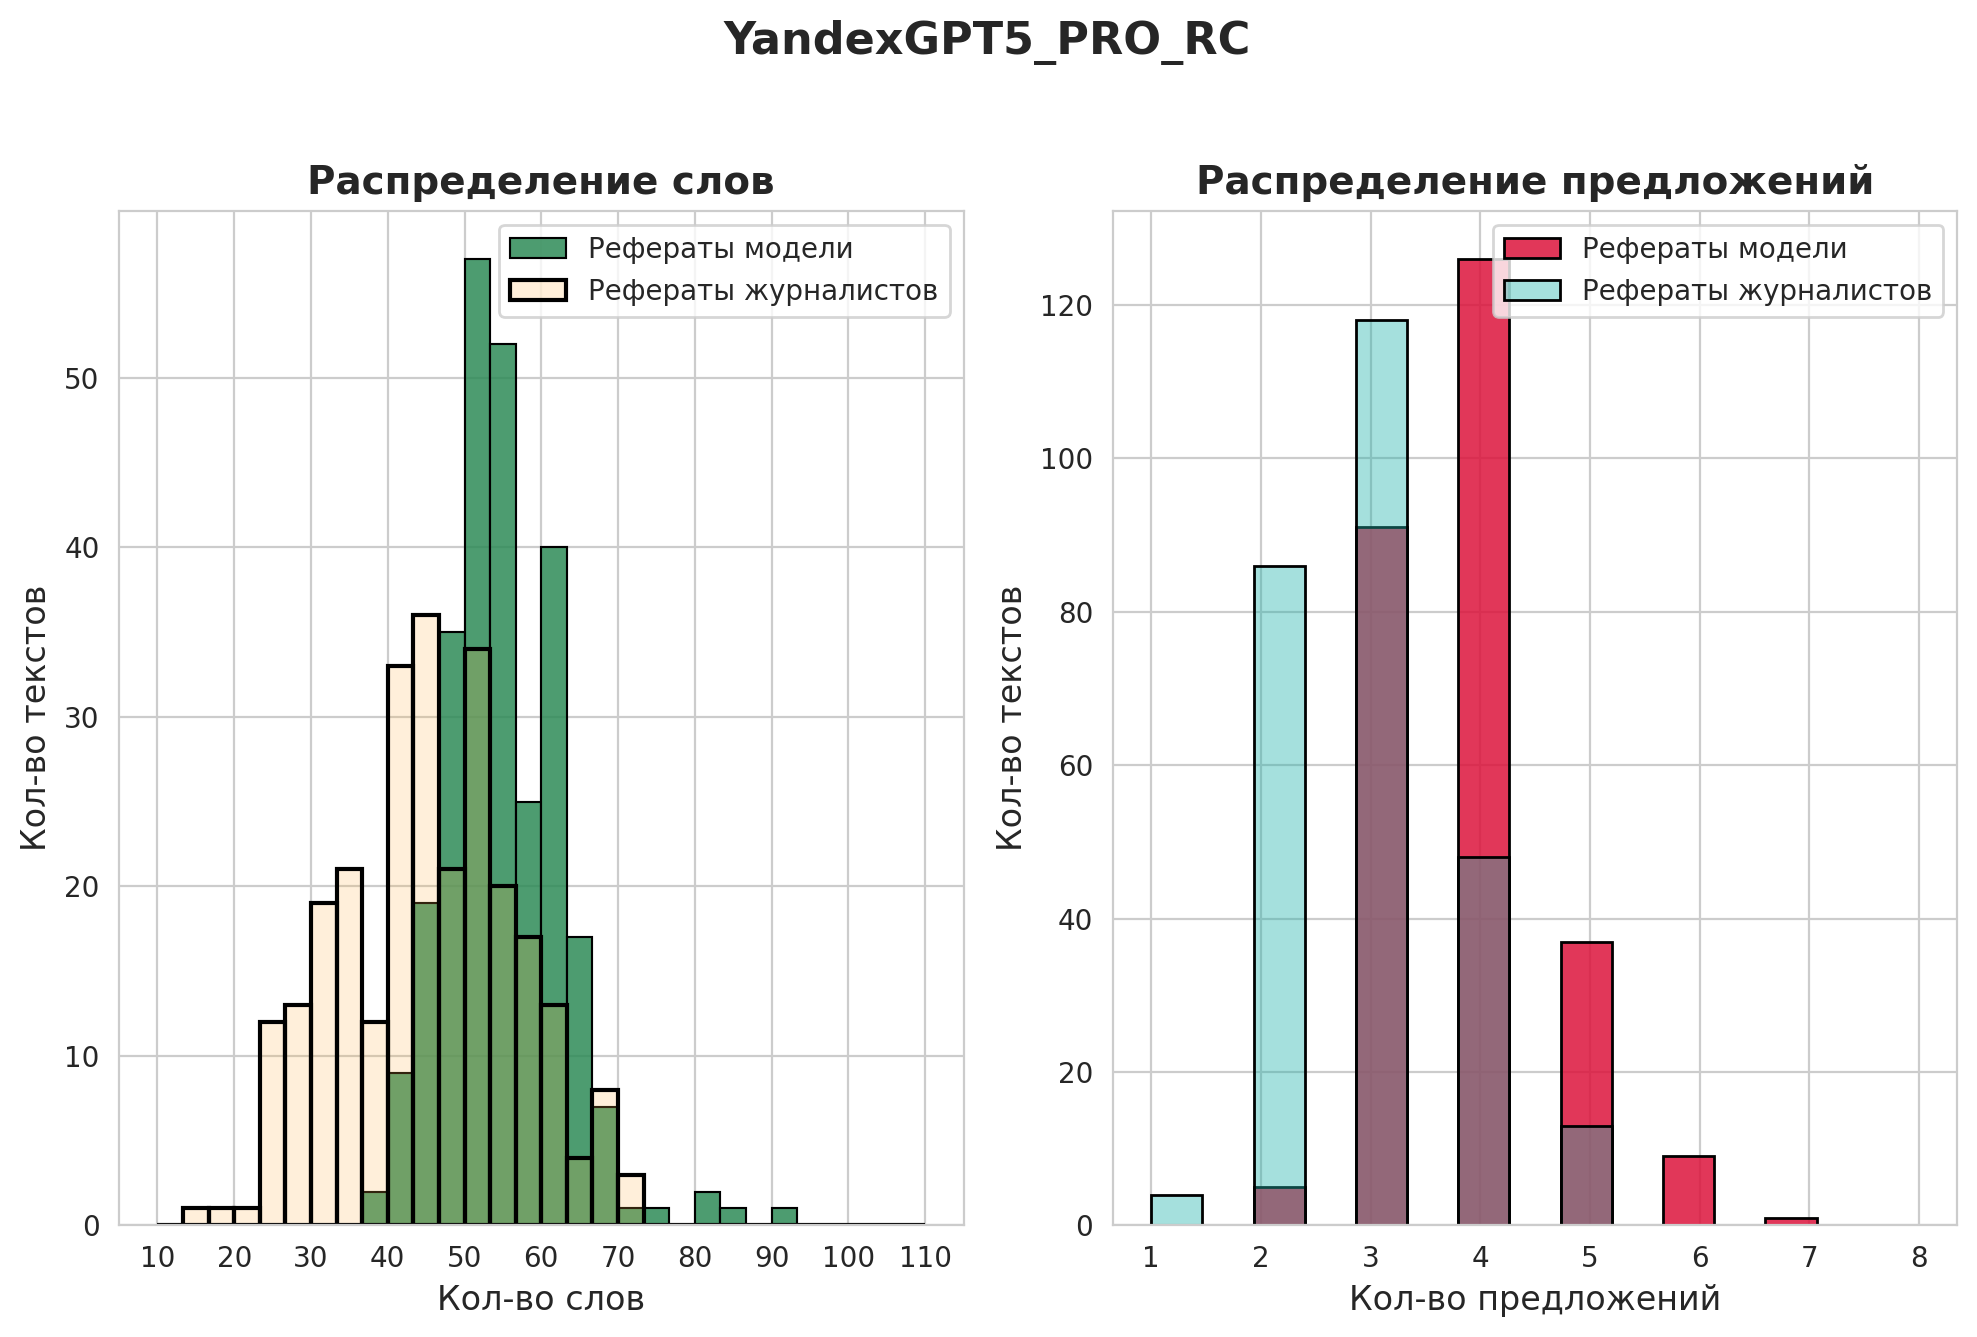 YandexGPT5_PRO_RC
Распределение слов
Рефераты модели
Рефераты журналистов
Кол-во текстов
50
40
30
20
10
0
10 20 30 40 50 60 70 80 90 100 110
Кол-во слов
Распределение предложений
Рефераты модели
Рефераты журналистов
Кол-во текстов
120
100
80
60
40
20
0
1 2 3 4 5 6 7 8
Кол-во предложений